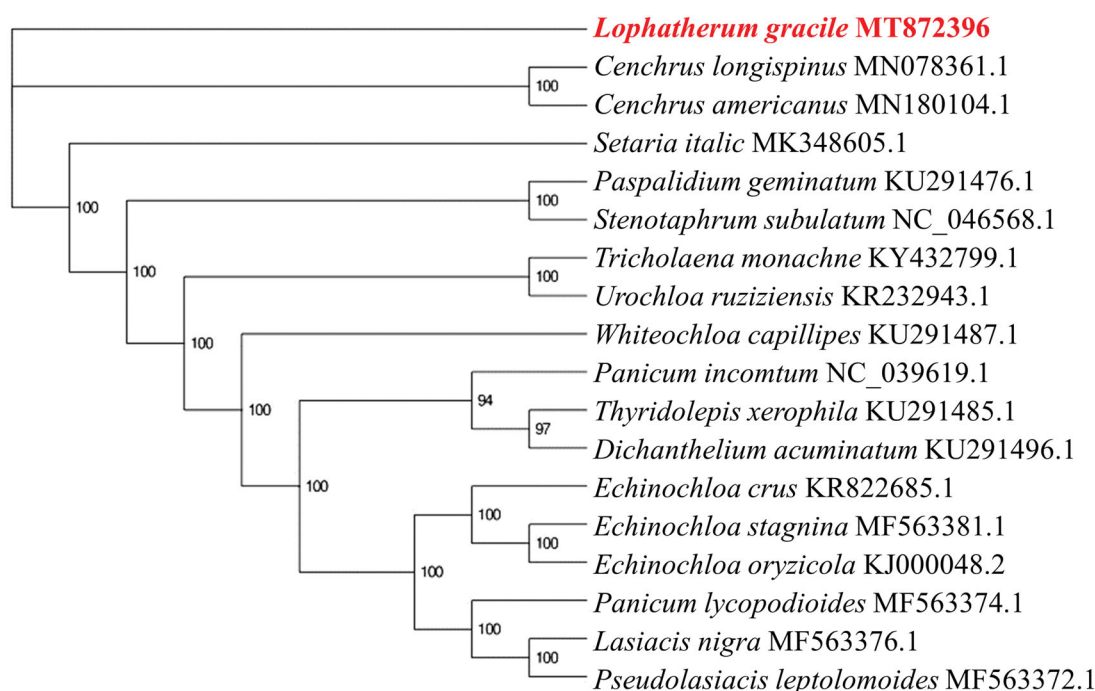 Lophatherum gracile MT872396
Cenchrus longispinus MN078361.1
100
Cenchrus americanus MN180104.1
Setaria italic MK348605.1
Paspalidium geminatum KU291476.1
100
100
Stenotaphrum subulatum NC_046568.1
Tricholaena monachne KY432799.1
100
100
Urochloa ruziziensis KR232943.1
Whiteochloa capillipes KU291487.1
100
Panicum incomtum NC_039619.1
94
Thyridolepis xerophila KU291485.1
100
97
Dichanthelium acuminatum KU291496.1
Echinochloa crus KR822685.1
100
100
Echinochloa stagnina MF563381.1
100
Echinochloa oryzicola KJ000048.2
100
Panicum lycopodioides MF563374.1
100
Lasiacis nigra MF563376.1
100
Pseudolasiacis leptolomoides MF563372.1